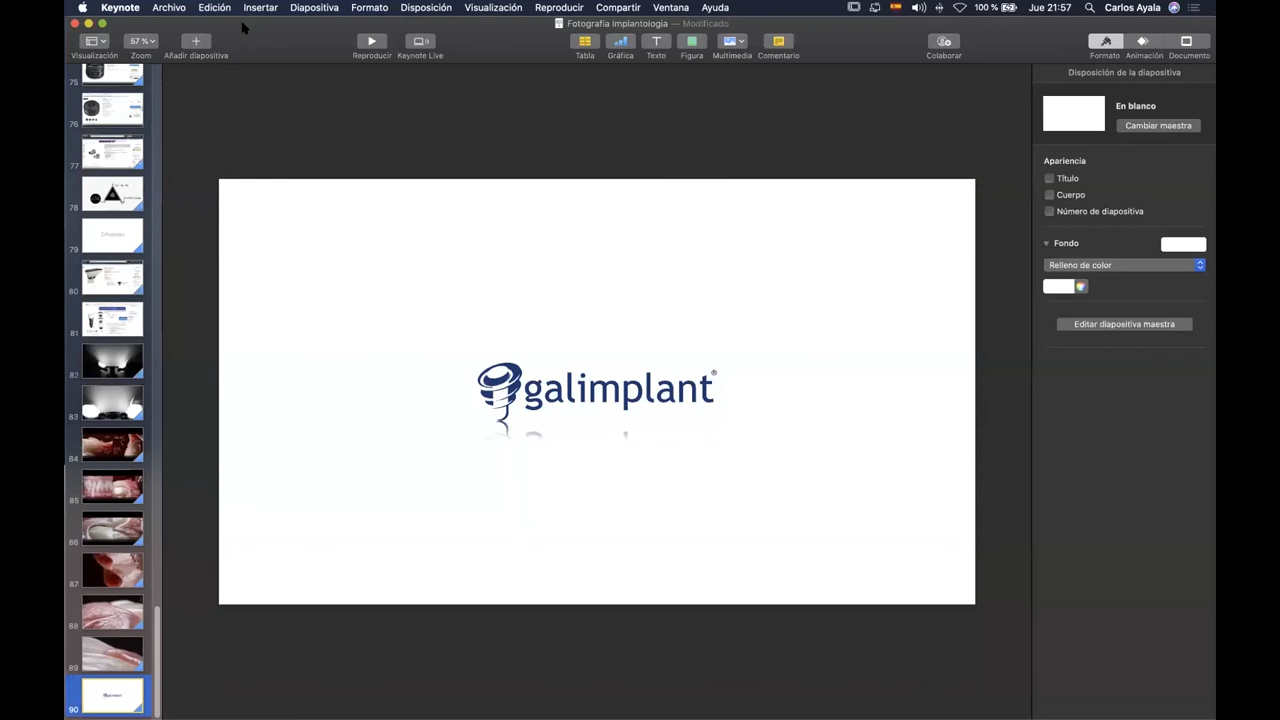 Keynote Archivo Edición Insertar Diapositiva Formato Disposición Visualización Reproducir Compartir Ventana Ayuda 100 % Jue 21:57 Carlos Ayala
Fotografía Implantología — Modificado
57 %
Visualización Zoom Añadir diapositiva Reproducir Keynote Live Tabla Gráfica Texto Figura Multimedia Comentario Colaborar Formato Animación Documento
Disposición de la diapositiva
En blanco
Cambiar maestra
Apariencia
Título
Cuerpo
Número de diapositiva
Fondo
Relleno de color
Editar diapositiva maestra
galimplant®
75
76
77
78
79
80
81
82
83
84
85
86
87
88
89
90